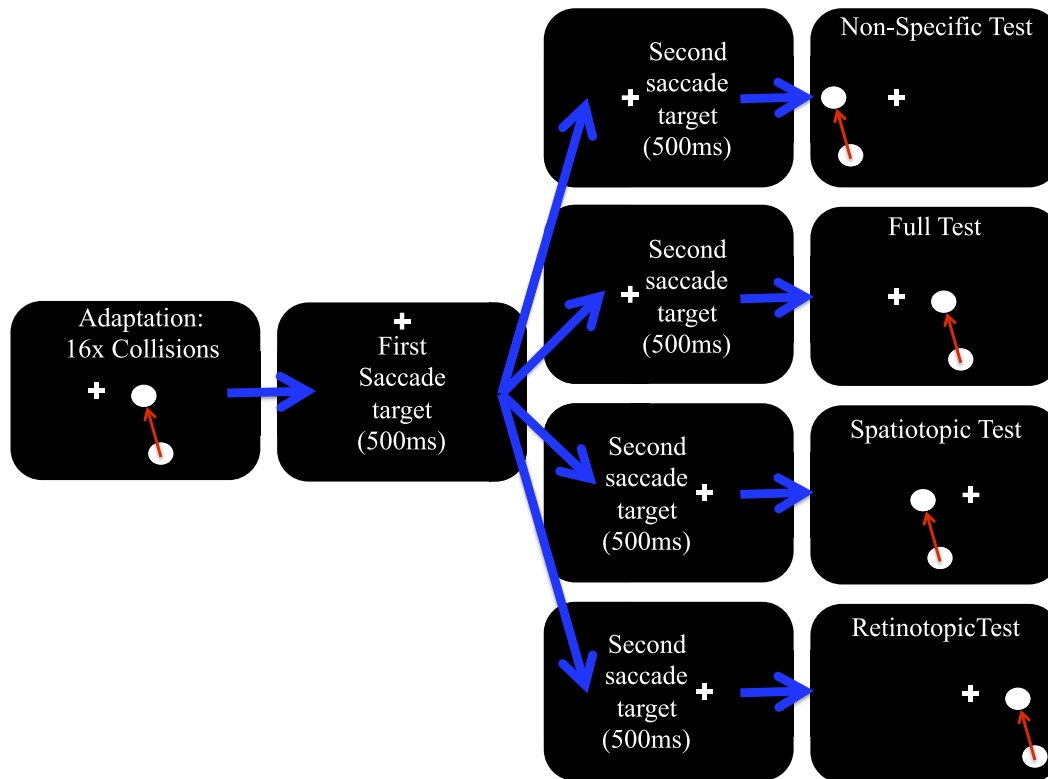 Adaptation:
16x Collisions
First
Saccade
target
(500ms)
Second
saccade
target
(500ms)
Non-Specific Test
Second
saccade
target
(500ms)
Full Test
Second
saccade
target
(500ms)
Spatiotopic Test
Second
saccade
target
(500ms)
RetinotopicTest